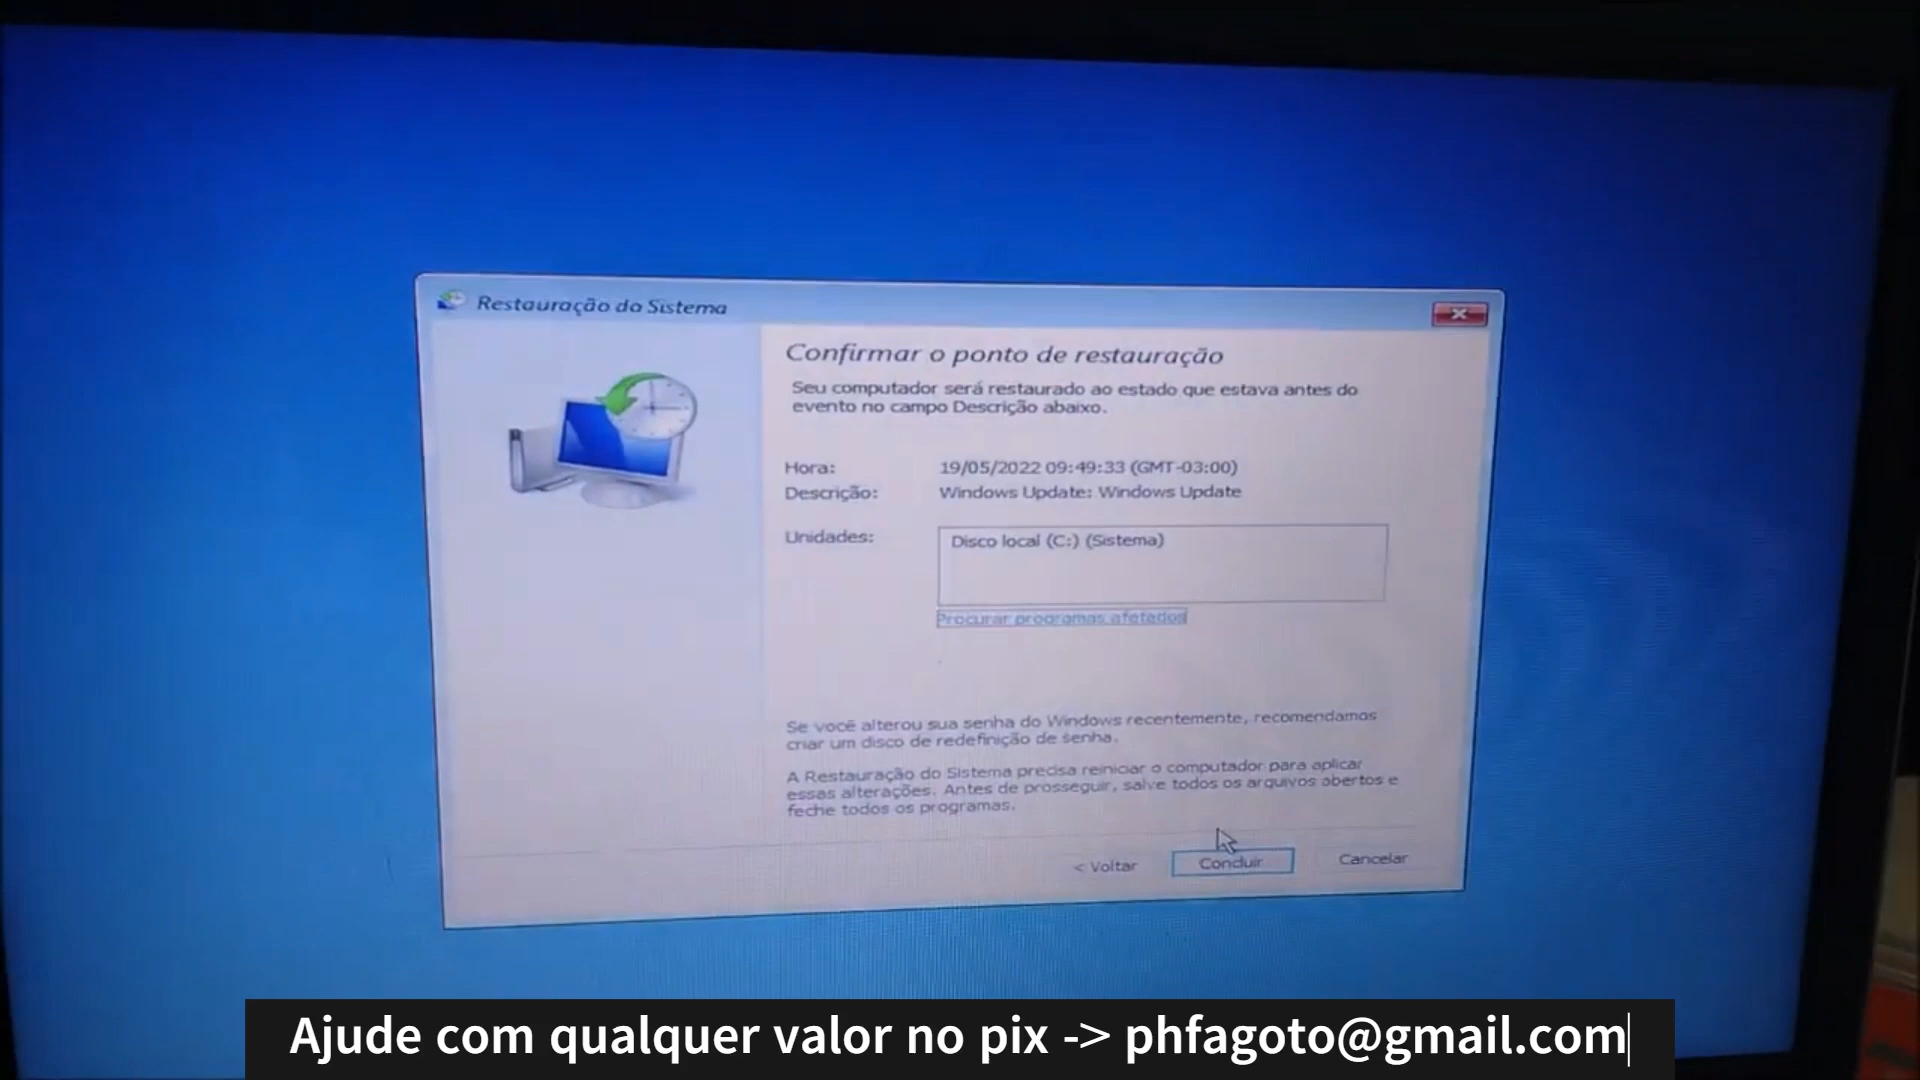 Restauração do Sistema
Confirmar o ponto de restauração
Seu computador será restaurado ao estado que estava antes do
evento no campo Descrição abaixo.
Hora: 19/05/2022 09:49:33 (GMT-03:00)
Descrição: Windows Update: Windows Update
Unidades: Disco local (C:) (Sistema)
Procurar programas afetados
Se você alterou sua senha do Windows recentemente, recomendamos
criar um disco de redefinição de senha.
A Restauração do Sistema precisa reiniciar o computador para aplicar
essas alterações. Antes de prosseguir, salve todos os arquivos abertos e
feche todos os programas.
< Voltar Concluir Cancelar
Ajude com qualquer valor no pix -> phfagoto@gmail.com